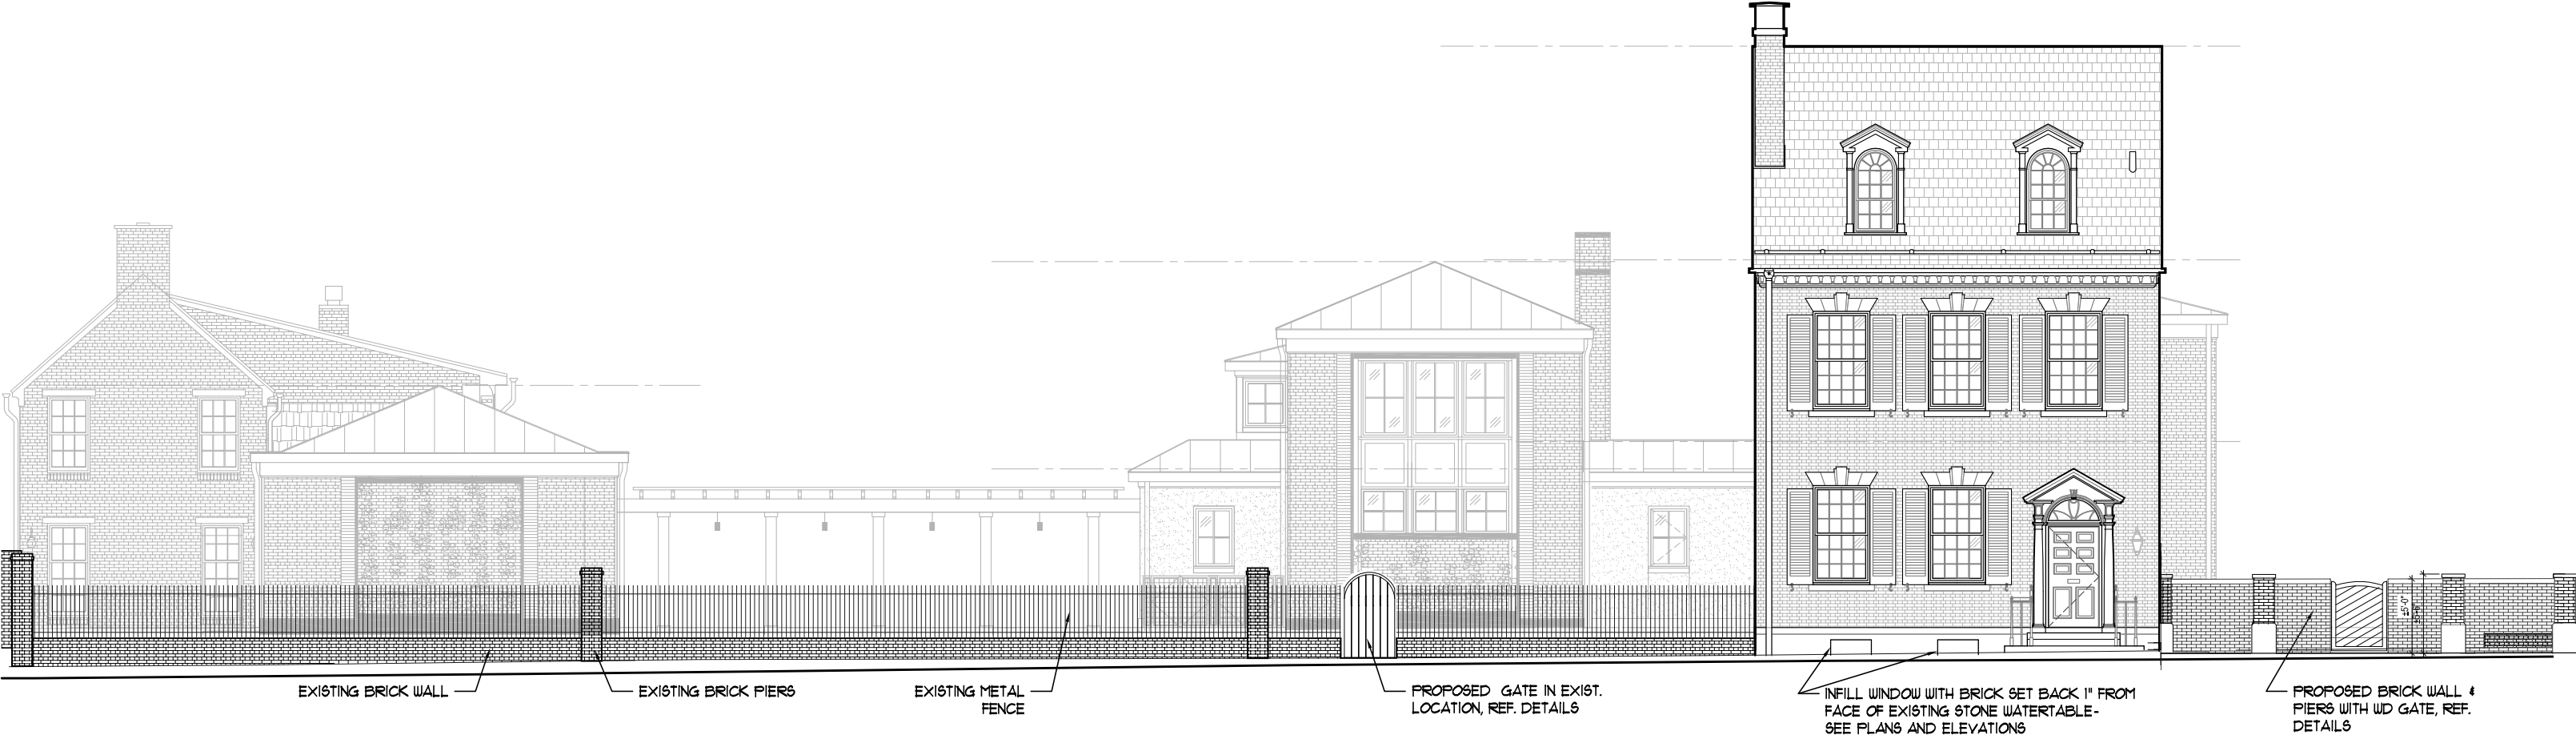 EXISTING BRICK WALL
EXISTING BRICK PIERS
EXISTING METAL
FENCE
PROPOSED GATE IN EXIST.
LOCATION, REF. DETAILS
INFILL WINDOW WITH BRICK SET BACK 1" FROM
FACE OF EXISTING STONE WATERTABLE-
SEE PLANS AND ELEVATIONS
PROPOSED BRICK WALL &
PIERS WITH WD GATE, REF.
DETAILS
±5'-0"